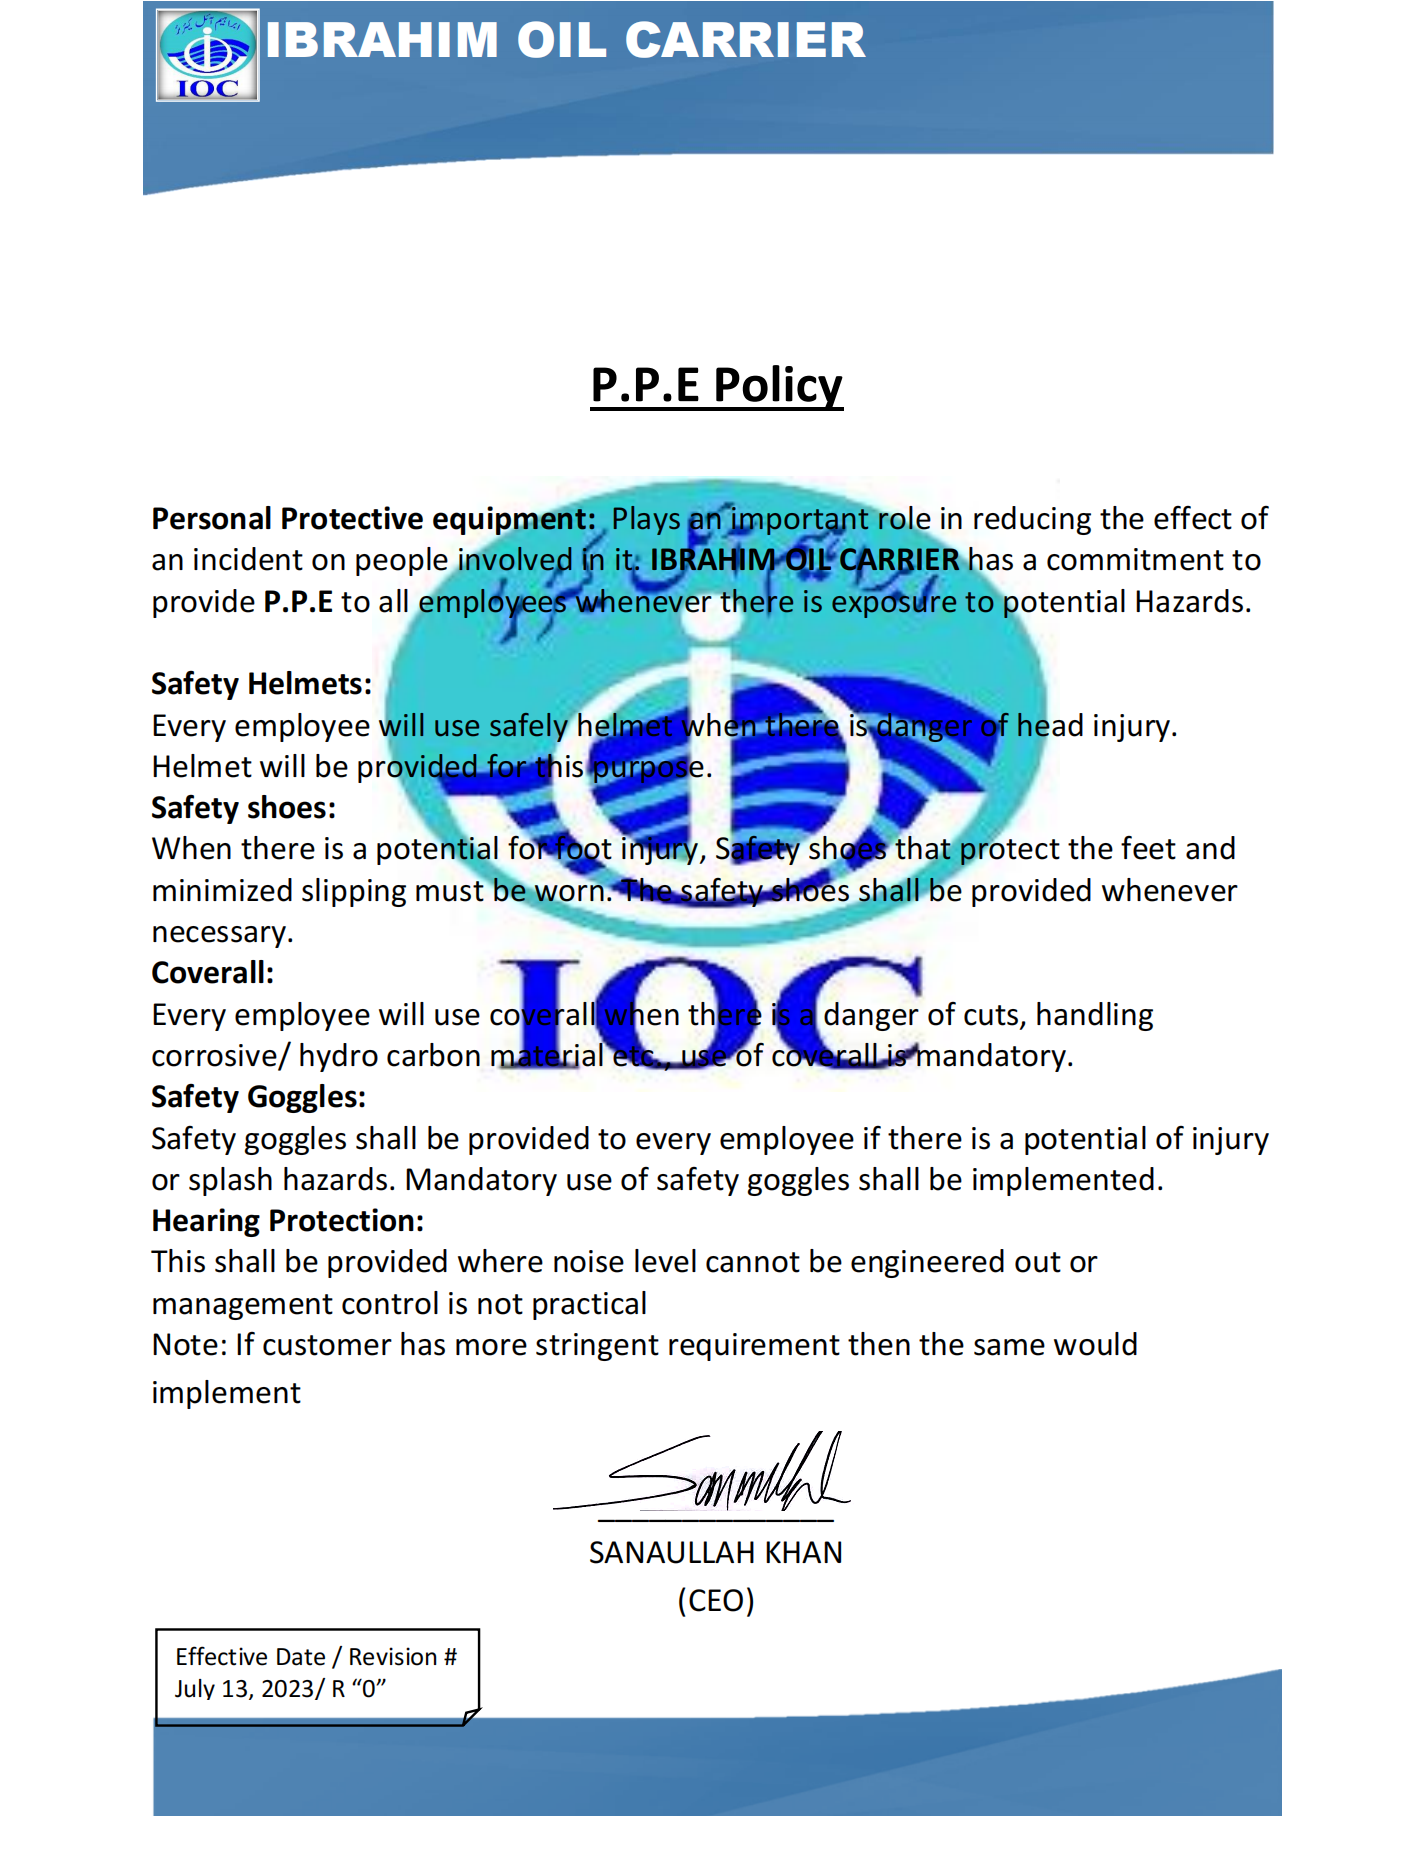 ابراہیم آئل کیرئرز
IOC
IBRAHIM OIL CARRIER
P.P.E Policy
ابراہیم آئل کیرئرز
Personal Protective equipment: Plays an important role in reducing the effect of
an incident on people involved in it. IBRAHIM OIL CARRIER has a commitment to
provide P.P.E to all employees whenever there is exposure to potential Hazards.
Safety Helmets:
Every employee will use safely helmet when there is danger of head injury.
Helmet will be provided for this purpose.
Safety shoes:
When there is a potential for foot injury, Safety shoes that protect the feet and
minimized slipping must be worn. The safety shoes shall be provided whenever
necessary.
Coverall:
IOC
Every employee will use coverall when there is a danger of cuts, handling
corrosive/ hydro carbon material etc., use of coverall is mandatory.
Safety Goggles:
Safety goggles shall be provided to every employee if there is a potential of injury
or splash hazards. Mandatory use of safety goggles shall be implemented.
Hearing Protection:
This shall be provided where noise level cannot be engineered out or
management control is not practical
Note: If customer has more stringent requirement then the same would
implement
SANAULLAH KHAN
(CEO)
Effective Date / Revision #
July 13, 2023/ R “0”